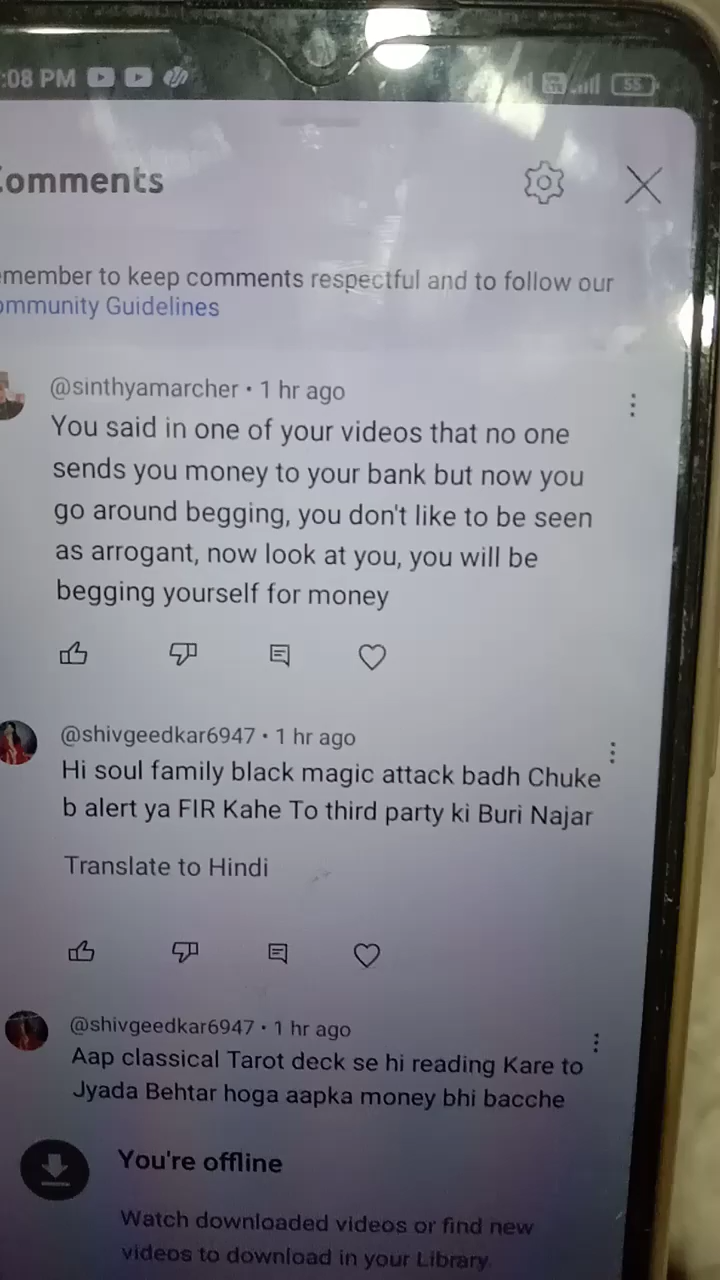 :08 PM
55
Comments
emember to keep comments respectful and to follow our
ommunity Guidelines
@sinthyamarcher • 1 hr ago
You said in one of your videos that no one
sends you money to your bank but now you
go around begging, you don't like to be seen
as arrogant, now look at you, you will be
begging yourself for money
@shivgeedkar6947 • 1 hr ago
Hi soul family black magic attack badh Chuke
b alert ya FIR Kahe To third party ki Buri Najar
Translate to Hindi
@shivgeedkar6947 • 1 hr ago
Aap classical Tarot deck se hi reading Kare to
Jyada Behtar hoga aapka money bhi bacche
You're offline
Watch downloaded videos or find new
videos to download in your Library.